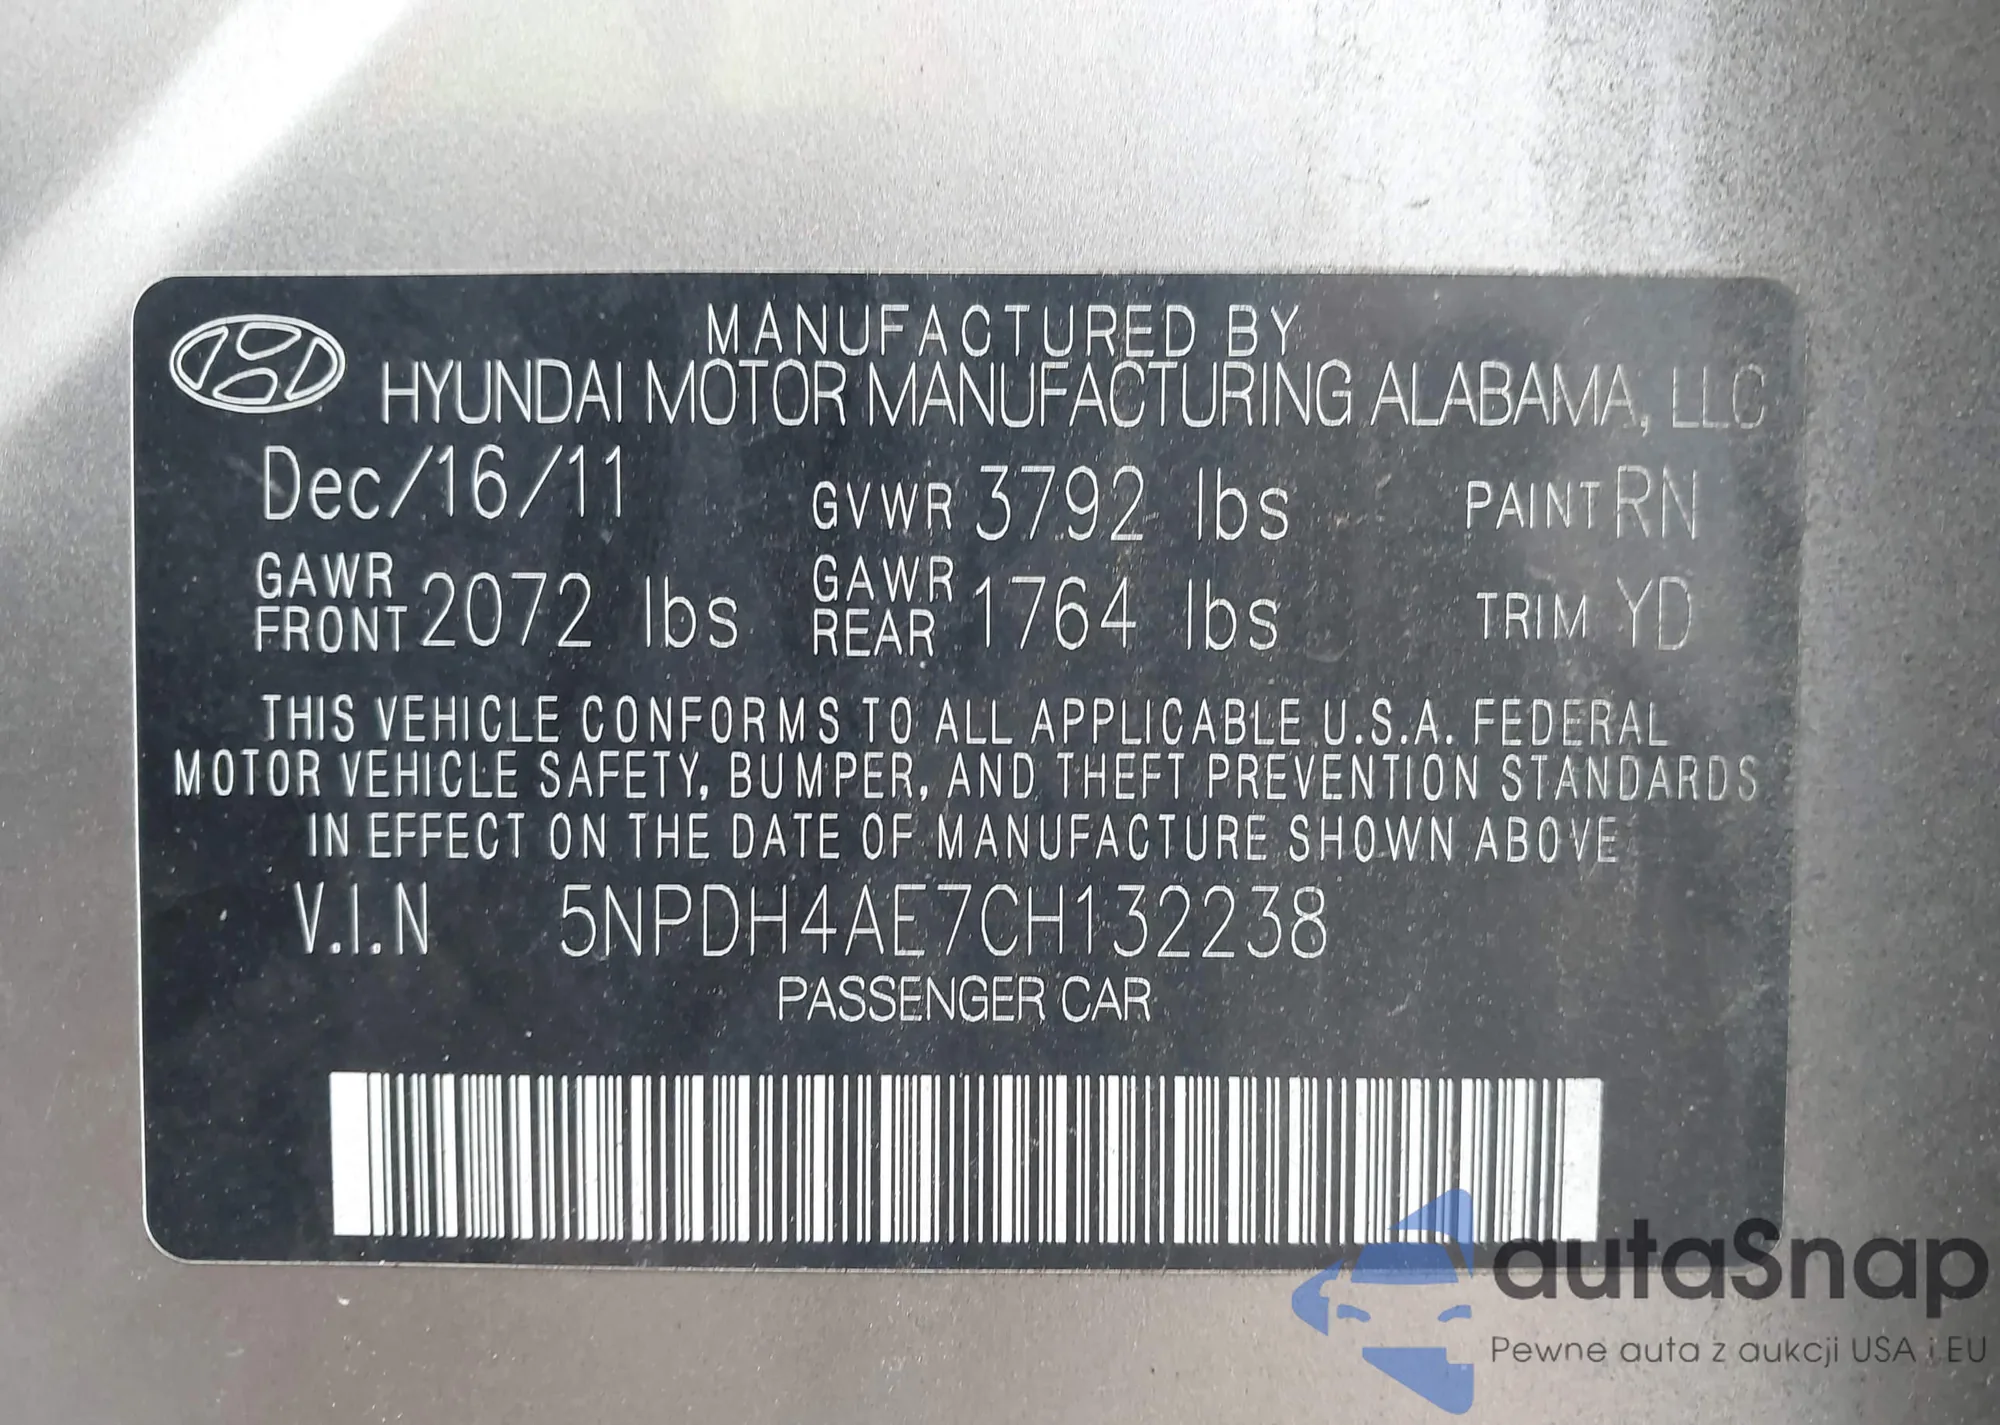 MANUFACTURED BY
HYUNDAI MOTOR MANUFACTURING ALABAMA, LLC
Dec/16/11 GVWR 3792 lbs PAINT RN
GAWR FRONT 2072 lbs GAWR REAR 1764 lbs TRIM YD
THIS VEHICLE CONFORMS TO ALL APPLICABLE U.S.A. FEDERAL
MOTOR VEHICLE SAFETY, BUMPER, AND THEFT PREVENTION STANDARDS
IN EFFECT ON THE DATE OF MANUFACTURE SHOWN ABOVE
V.I.N 5NPDH4AE7CH132238
PASSENGER CAR
autaSnap
Pewne auta z aukcji USA i EU